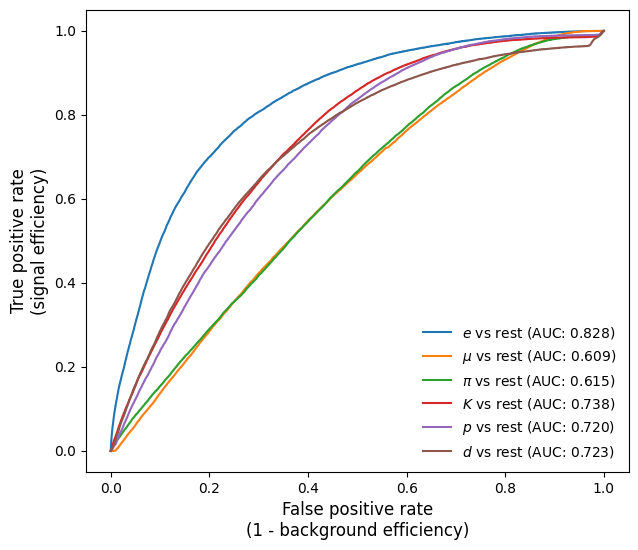 True positive rate
(signal efficiency)
1.0
0.8
0.6
0.4
0.2
0.0
e vs rest (AUC: 0.828)
μ vs rest (AUC: 0.609)
π vs rest (AUC: 0.615)
K vs rest (AUC: 0.738)
p vs rest (AUC: 0.720)
d vs rest (AUC: 0.723)
0.0 0.2 0.4 0.6 0.8 1.0
False positive rate
(1 - background efficiency)